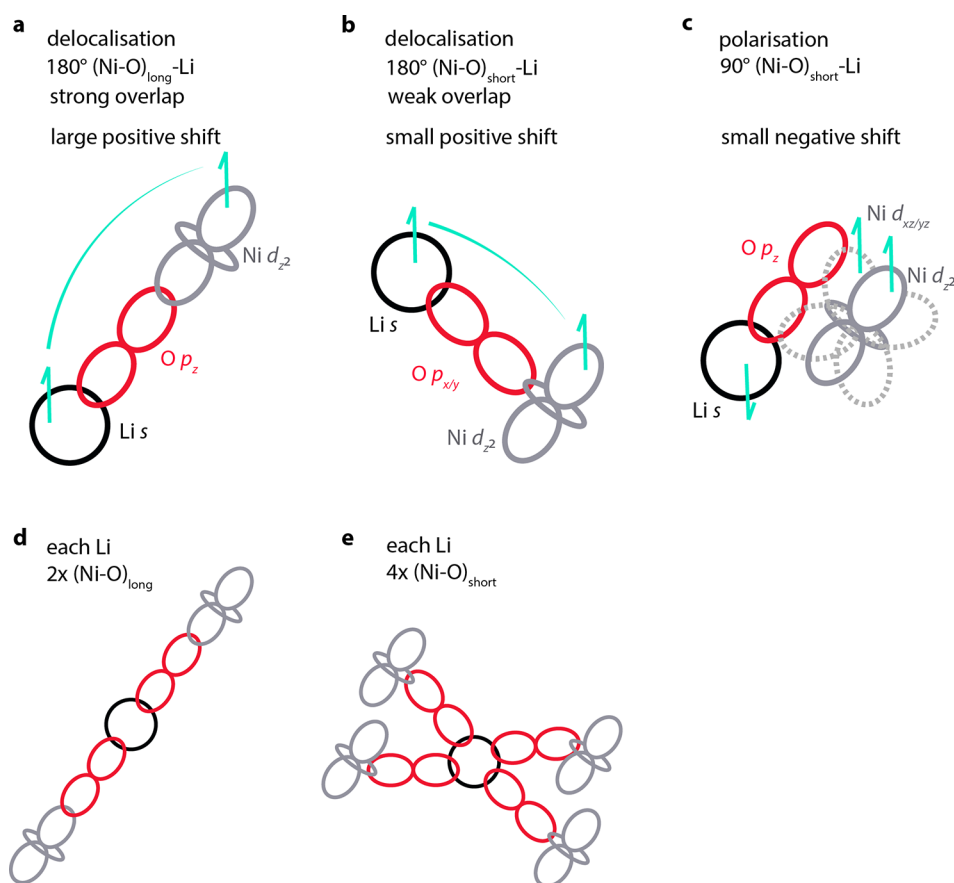 a
delocalisation
180° (Ni-O)long-Li
strong overlap
large positive shift
Ni dz2
O pz
Li s
b
delocalisation
180° (Ni-O)short-Li
weak overlap
small positive shift
Li s
O px/y
Ni dz2
c
polarisation
90° (Ni-O)short-Li
small negative shift
Ni dxz/yz
O pz
Ni dz2
Li s
d
each Li
2x (Ni-O)long
e
each Li
4x (Ni-O)short